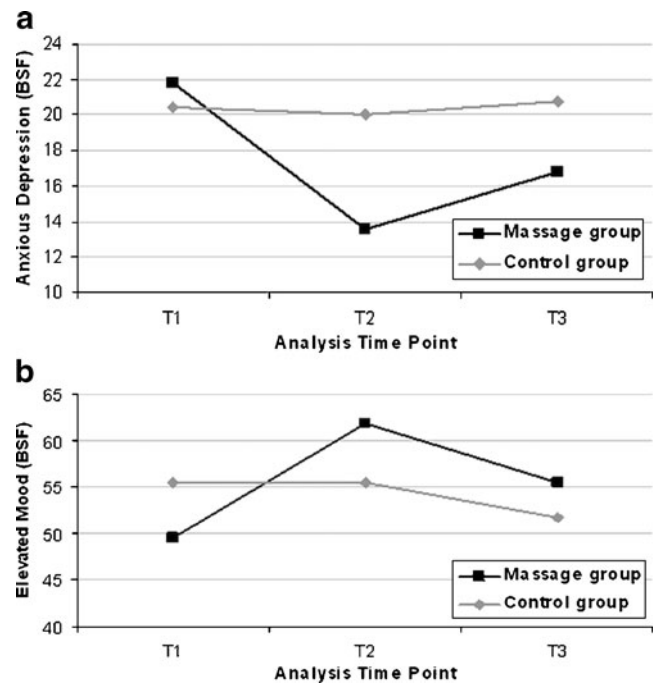 a
24
22
20
18
16
14
12
10
Anxious Depression (BSF)
Massage group
Control group
T1 T2 T3
Analysis Time Point
b
65
60
55
50
45
40
Elevated Mood (BSF)
Massage group
Control group
T1 T2 T3
Analysis Time Point